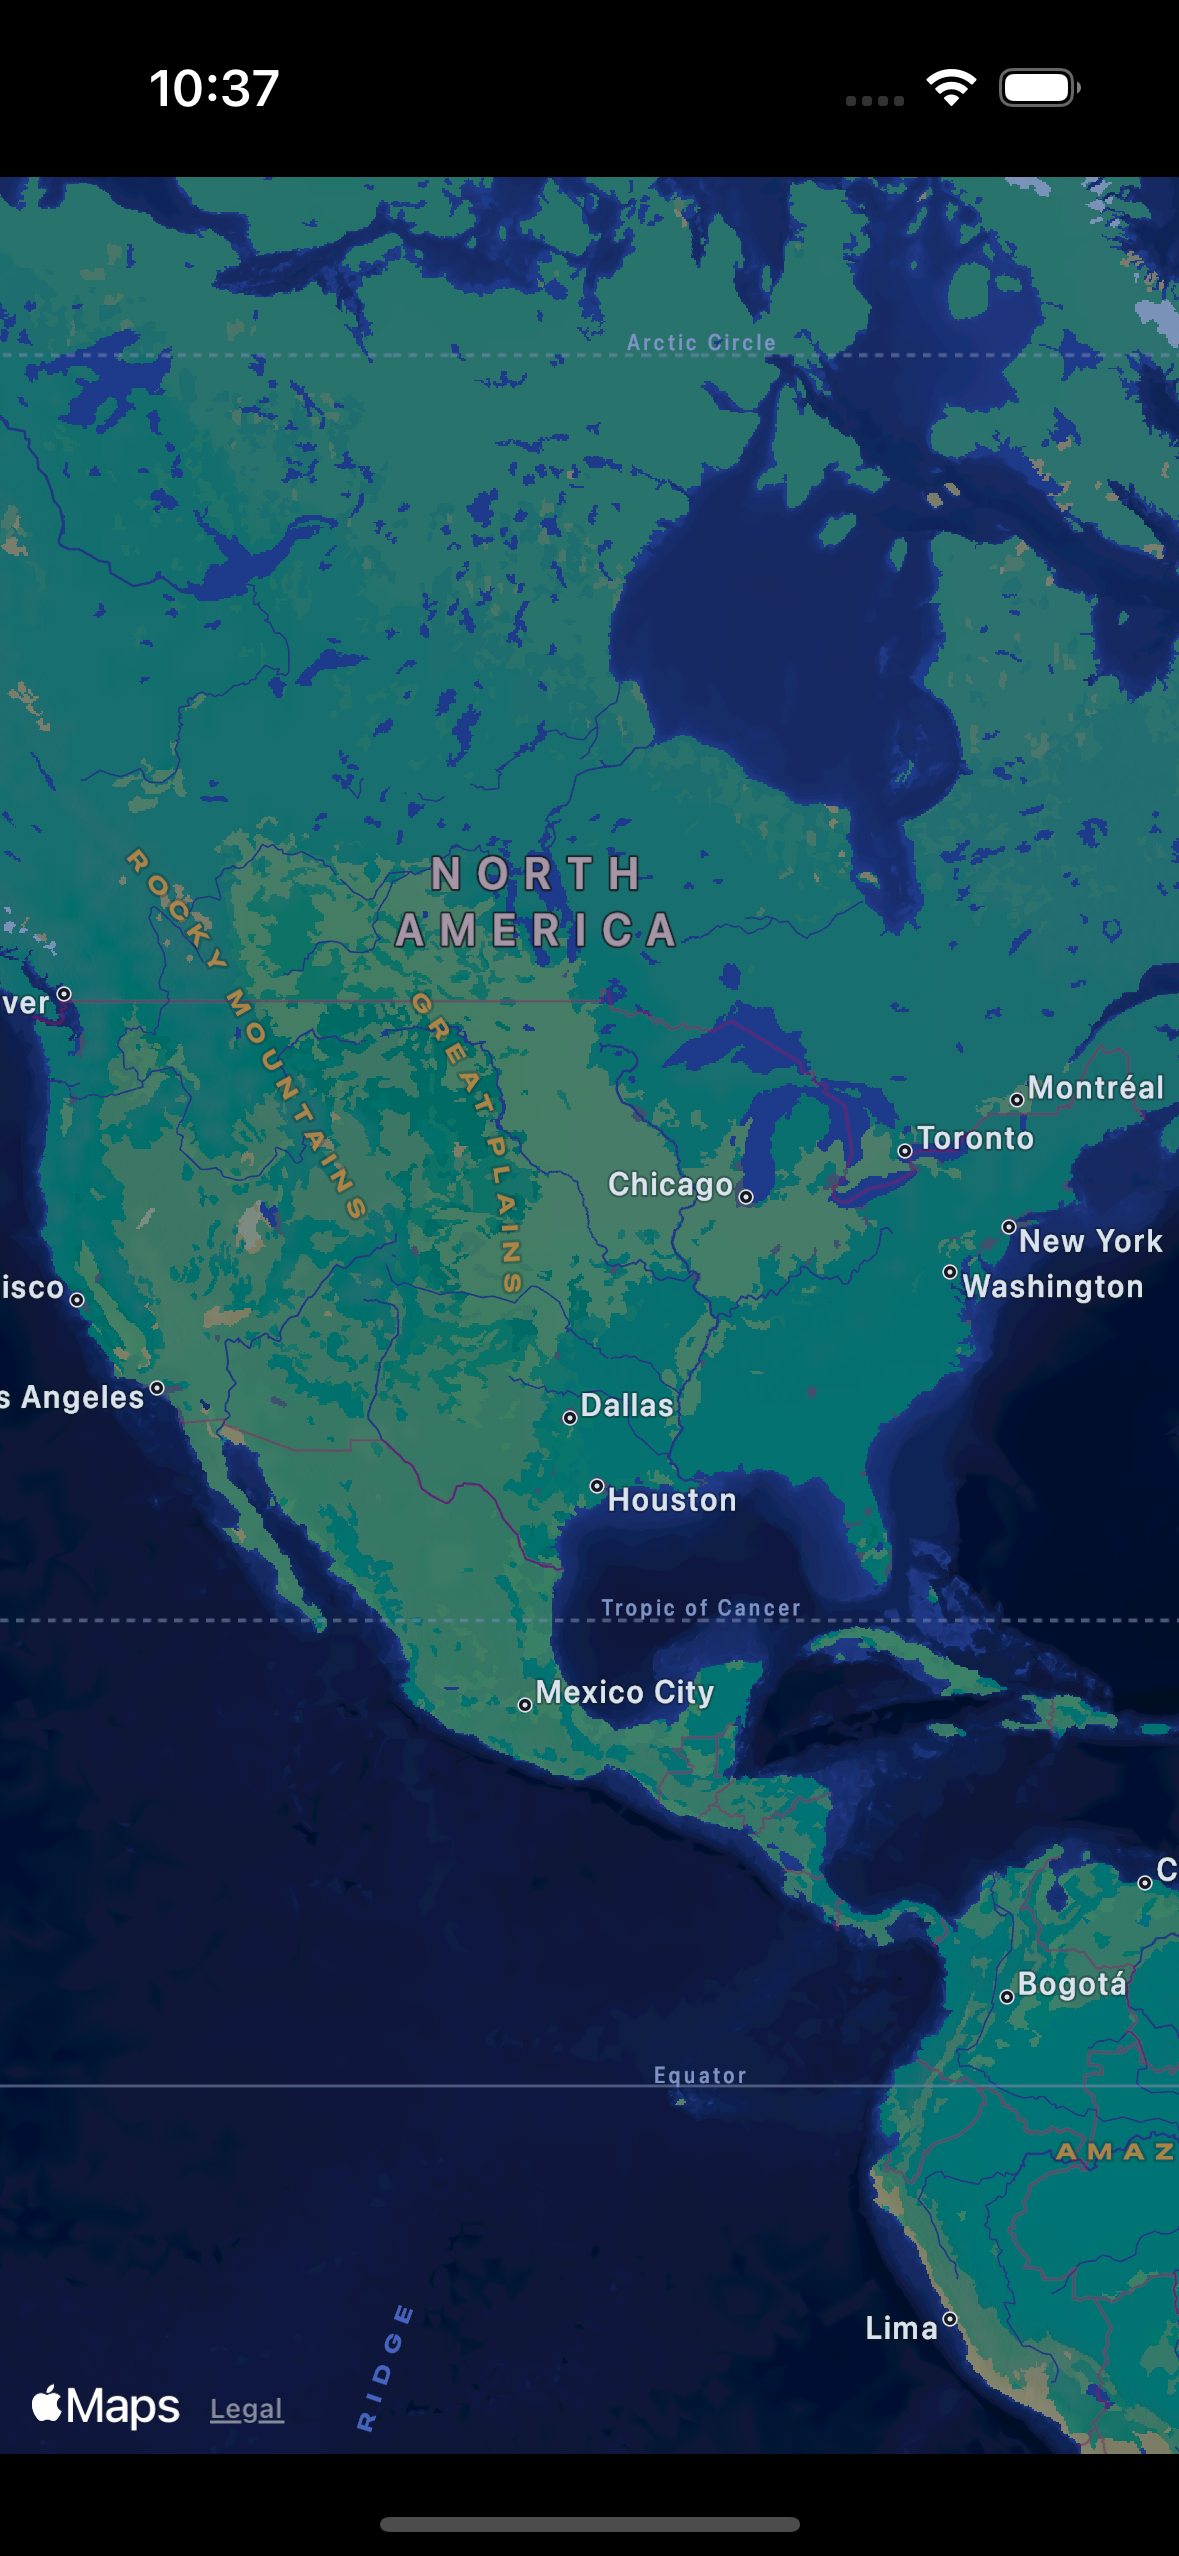 10:37
Arctic Circle
NORTH
AMERICA
ROCKY MOUNTAINS
GREAT PLAINS
ver
Montréal
Toronto
Chicago
New York
Washington
isco
s Angeles
Dallas
Houston
Tropic of Cancer
Mexico City
C
Bogotá
Equator
AMAZ
Lima
RIDGE
Maps
Legal